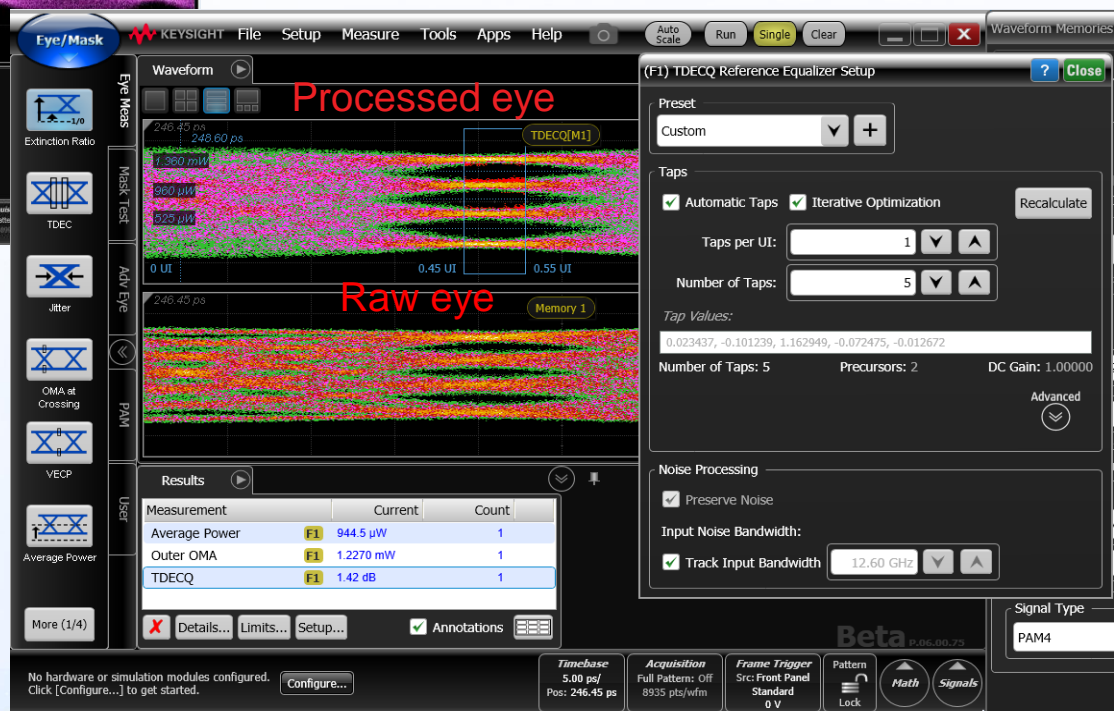 Eye/Mask
KEYSIGHT File Setup Measure Tools Apps Help
Auto Scale
Run
Single
Clear
Waveform Memories
Eye Meas
Mask Test
Adv Eye
PAM
User
Extinction Ratio
TDEC
Jitter
OMA at
Crossing
VECP
Average Power
More (1/4)
Waveform
Processed eye
246.45 ps
248.60 ps
TDECQ[M1]
1.360 mW
960 µW
525 µW
0 UI 0.45 UI 0.55 UI
Raw eye
246.45 ps
Memory 1
(F1) TDECQ Reference Equalizer Setup ? Close
Preset
Custom
Taps
Automatic Taps Iterative Optimization Recalculate
Taps per UI: 1
Number of Taps: 5
Tap Values:
0.023437, -0.101239, 1.162949, -0.072475, -0.012672
Number of Taps: 5 Precursors: 2 DC Gain: 1.00000
Advanced
Noise Processing
Preserve Noise
Input Noise Bandwidth:
Track Input Bandwidth 12.60 GHz
Results
Measurement Current Count
Average Power F1 944.5 µW 1
Outer OMA F1 1.2270 mW 1
TDECQ F1 1.42 dB 1
Details... Limits... Setup... Annotations
Beta P.06.00.75
Signal Type
PAM4
No hardware or simulation modules configured.
Click [Configure...] to get started.
Configure...
Timebase
5.00 ps/
Pos: 246.45 ps
Acquisition
Full Pattern: Off
8935 pts/wfm
Frame Trigger
Src: Front Panel
Standard
0 V
Pattern
Lock
Math
Signals